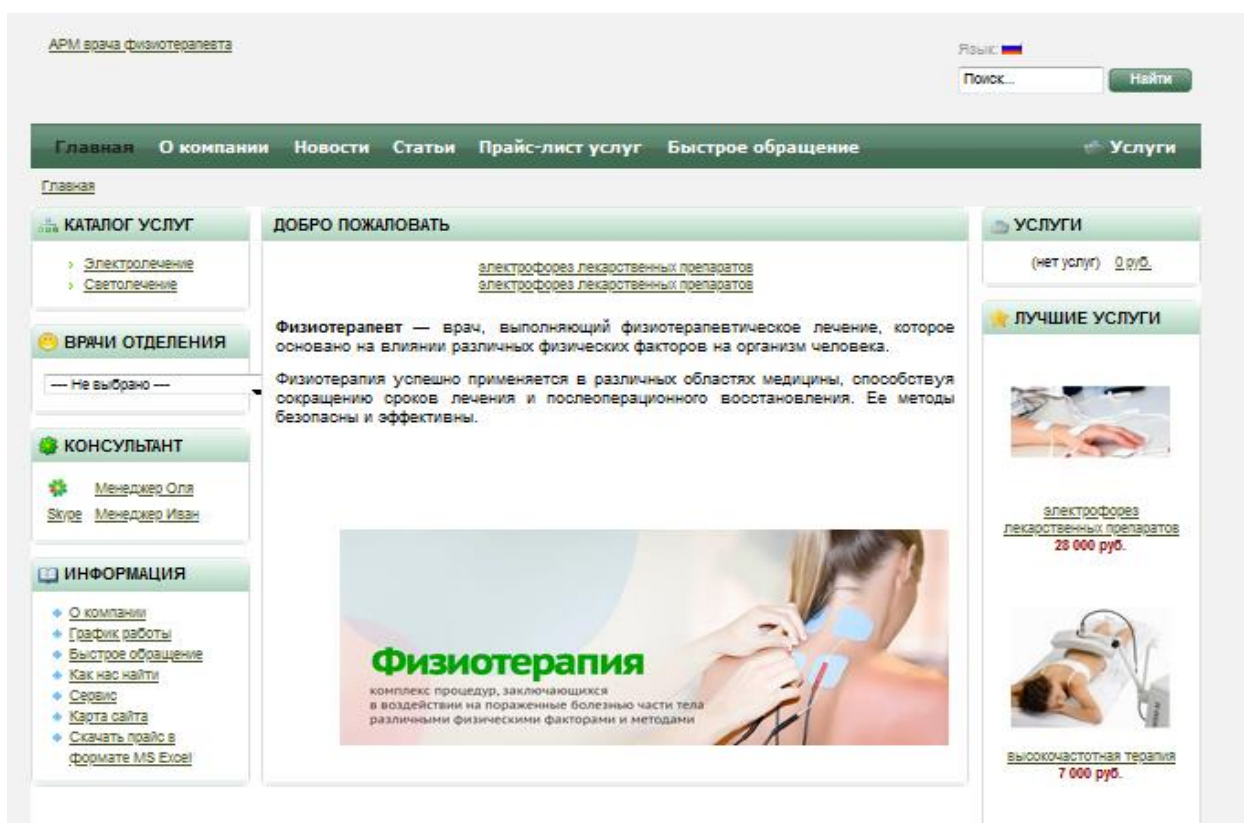 АРМ врача физиотерапевта
Язык:
Поиск...
Найти
Главная О компании Новости Статьи Прайс-лист услуг Быстрое обращение Услуги
Главная
КАТАЛОГ УСЛУГ
Электролечение
Светолечение
ВРАЧИ ОТДЕЛЕНИЯ
---- Не выбрано ----
КОНСУЛЬТАНТ
Менеджер Оля
Skype Менеджер Иван
ИНФОРМАЦИЯ
О компании
График работы
Быстрое обращение
Как нас найти
Сервис
Карта сайта
Скачать прайс в
формате MS Excel
ДОБРО ПОЖАЛОВАТЬ
электрофорез лекарственных препаратов
электрофорез лекарственных препаратов
Физиотерапевт — врач, выполняющий физиотерапевтическое лечение, которое
основано на влиянии различных физических факторов на организм человека.
Физиотерапия успешно применяется в различных областях медицины, способствуя
сокращению сроков лечения и послеоперационного восстановления. Ее методы
безопасны и эффективны.
Физиотерапия
комплекс процедур, заключающихся
в воздействии на пораженные болезнью части тела
различными физическими факторами и методами
УСЛУГИ
(нет услуг) 0 руб.
ЛУЧШИЕ УСЛУГИ
электрофорез
лекарственных препаратов
28 000 руб.
высокочастотная терапия
7 000 руб.